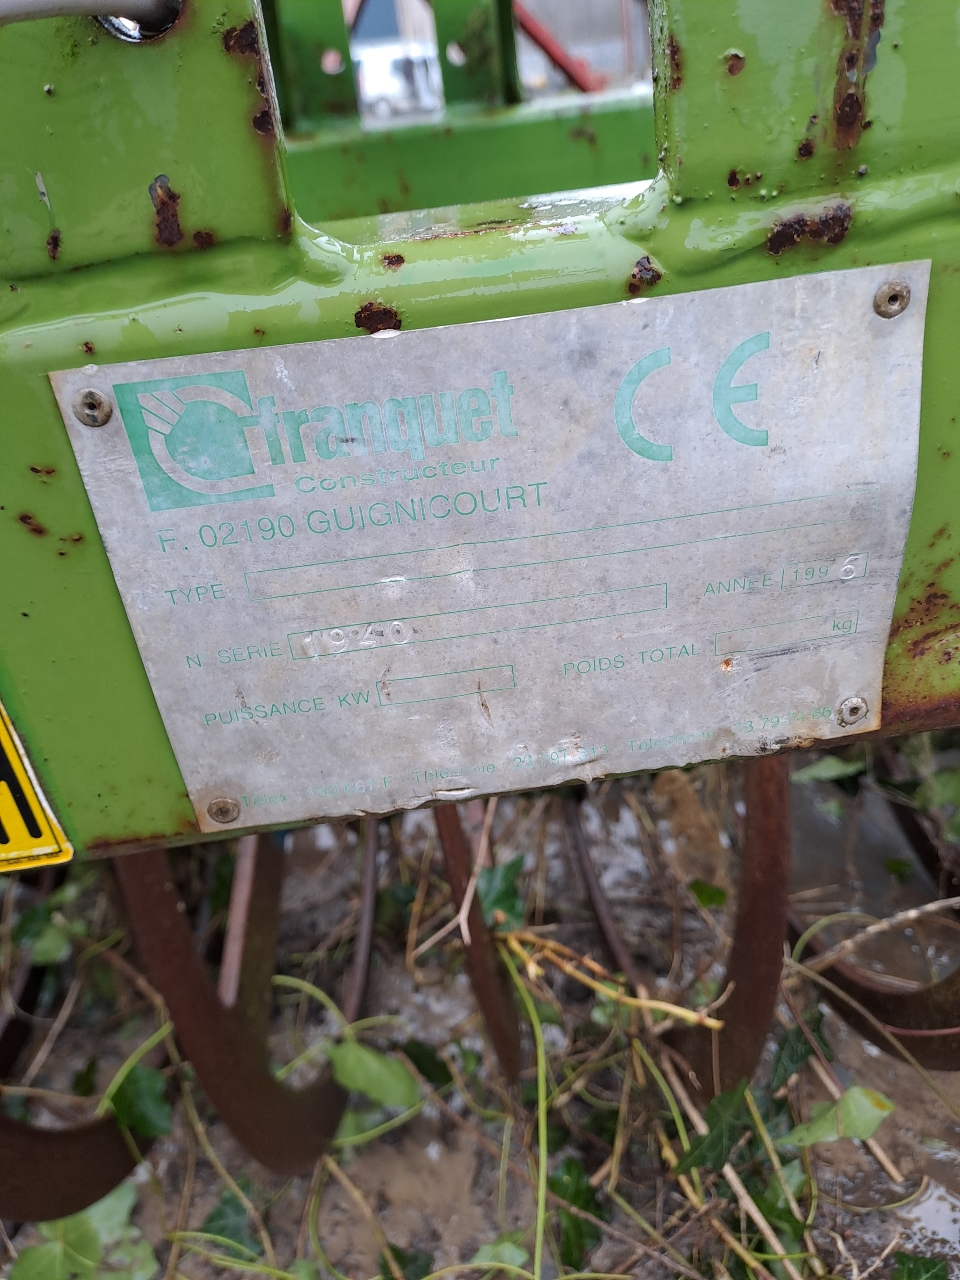 franquet
CE
Constructeur
F. 02190 GUIGNICOURT
TYPE
ANNEE 1996
N SERIE 1940
POIDS TOTAL kg
PUISSANCE KW